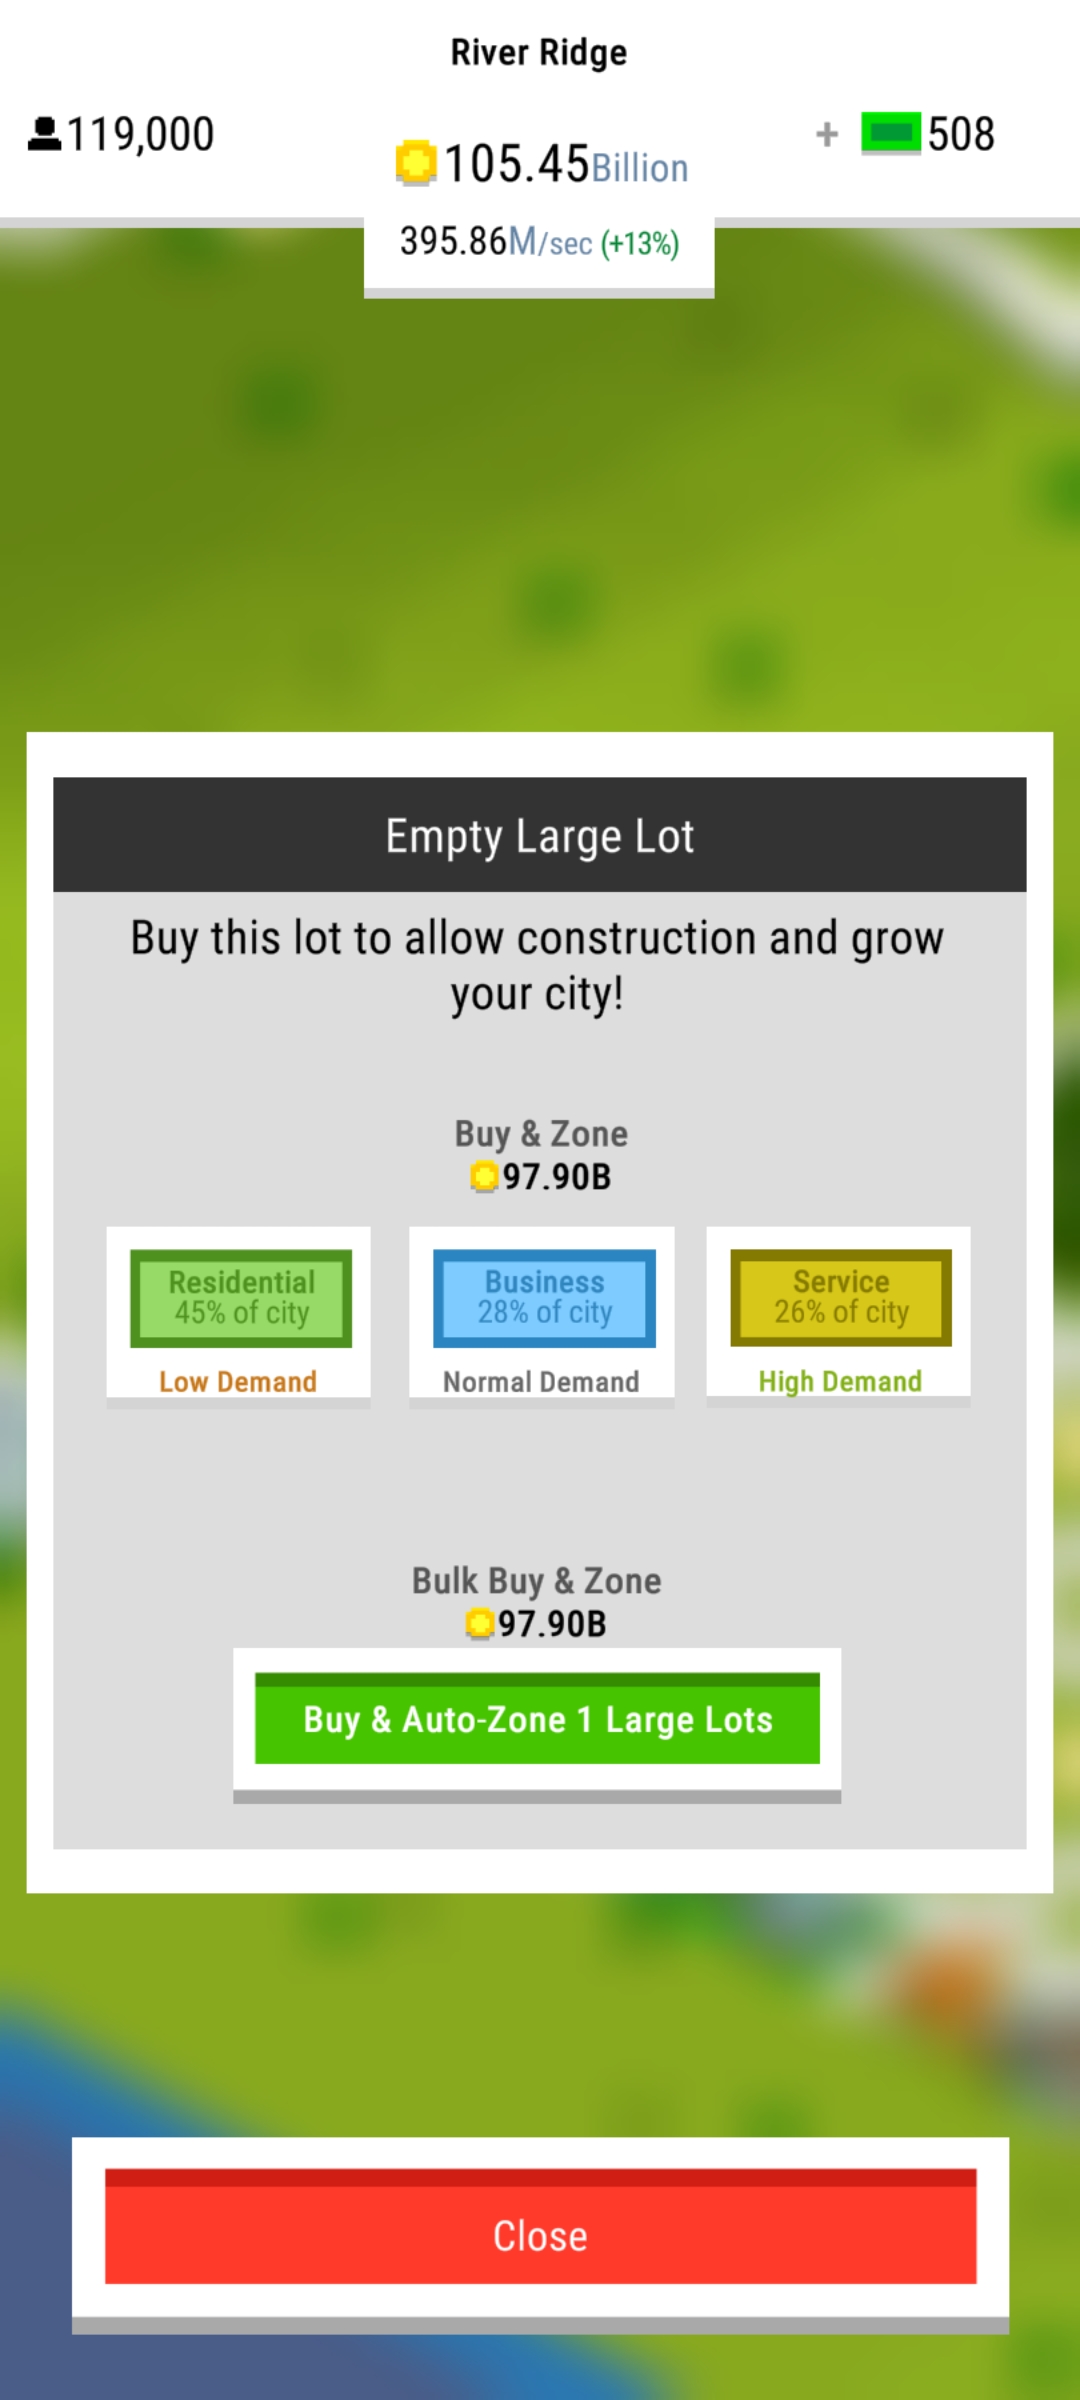 River Ridge
119,000
105.45Billion
+ 508
395.86M/sec (+13%)
Empty Large Lot
Buy this lot to allow construction and grow
your city!
Buy & Zone
97.90B
Residential
45% of city
Low Demand
Business
28% of city
Normal Demand
Service
26% of city
High Demand
Bulk Buy & Zone
97.90B
Buy & Auto-Zone 1 Large Lots
Close